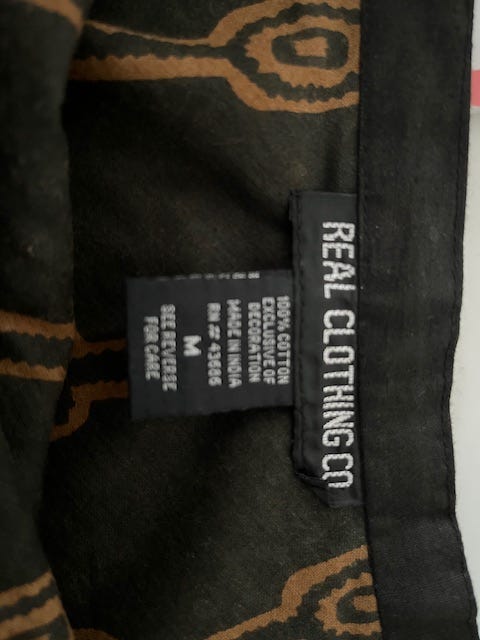 REAL CLOTHING CO
100% COTTON
EXCLUSIVE OF
DECORATION
MADE IN INDIA
RN # 43686
M
SEE REVERSE
FOR CARE